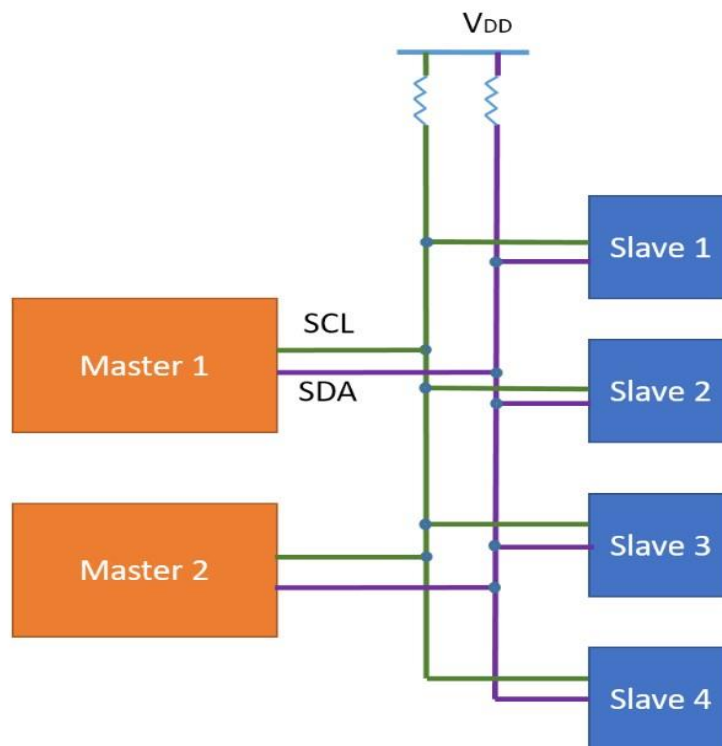 VDD
Slave 1
SCL
Master 1
SDA
Slave 2
Master 2
Slave 3
Slave 4